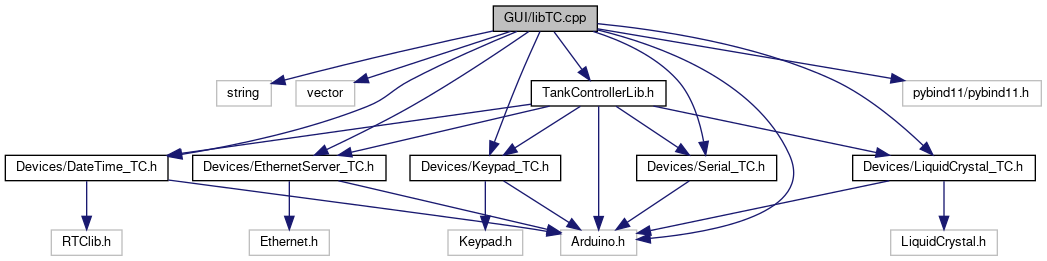 GUI/libTC.cpp
string
vector
TankControllerLib.h
pybind11/pybind11.h
Devices/DateTime_TC.h
Devices/EthernetServer_TC.h
Devices/Keypad_TC.h
Devices/Serial_TC.h
Devices/LiquidCrystal_TC.h
RTClib.h
Ethernet.h
Keypad.h
Arduino.h
LiquidCrystal.h